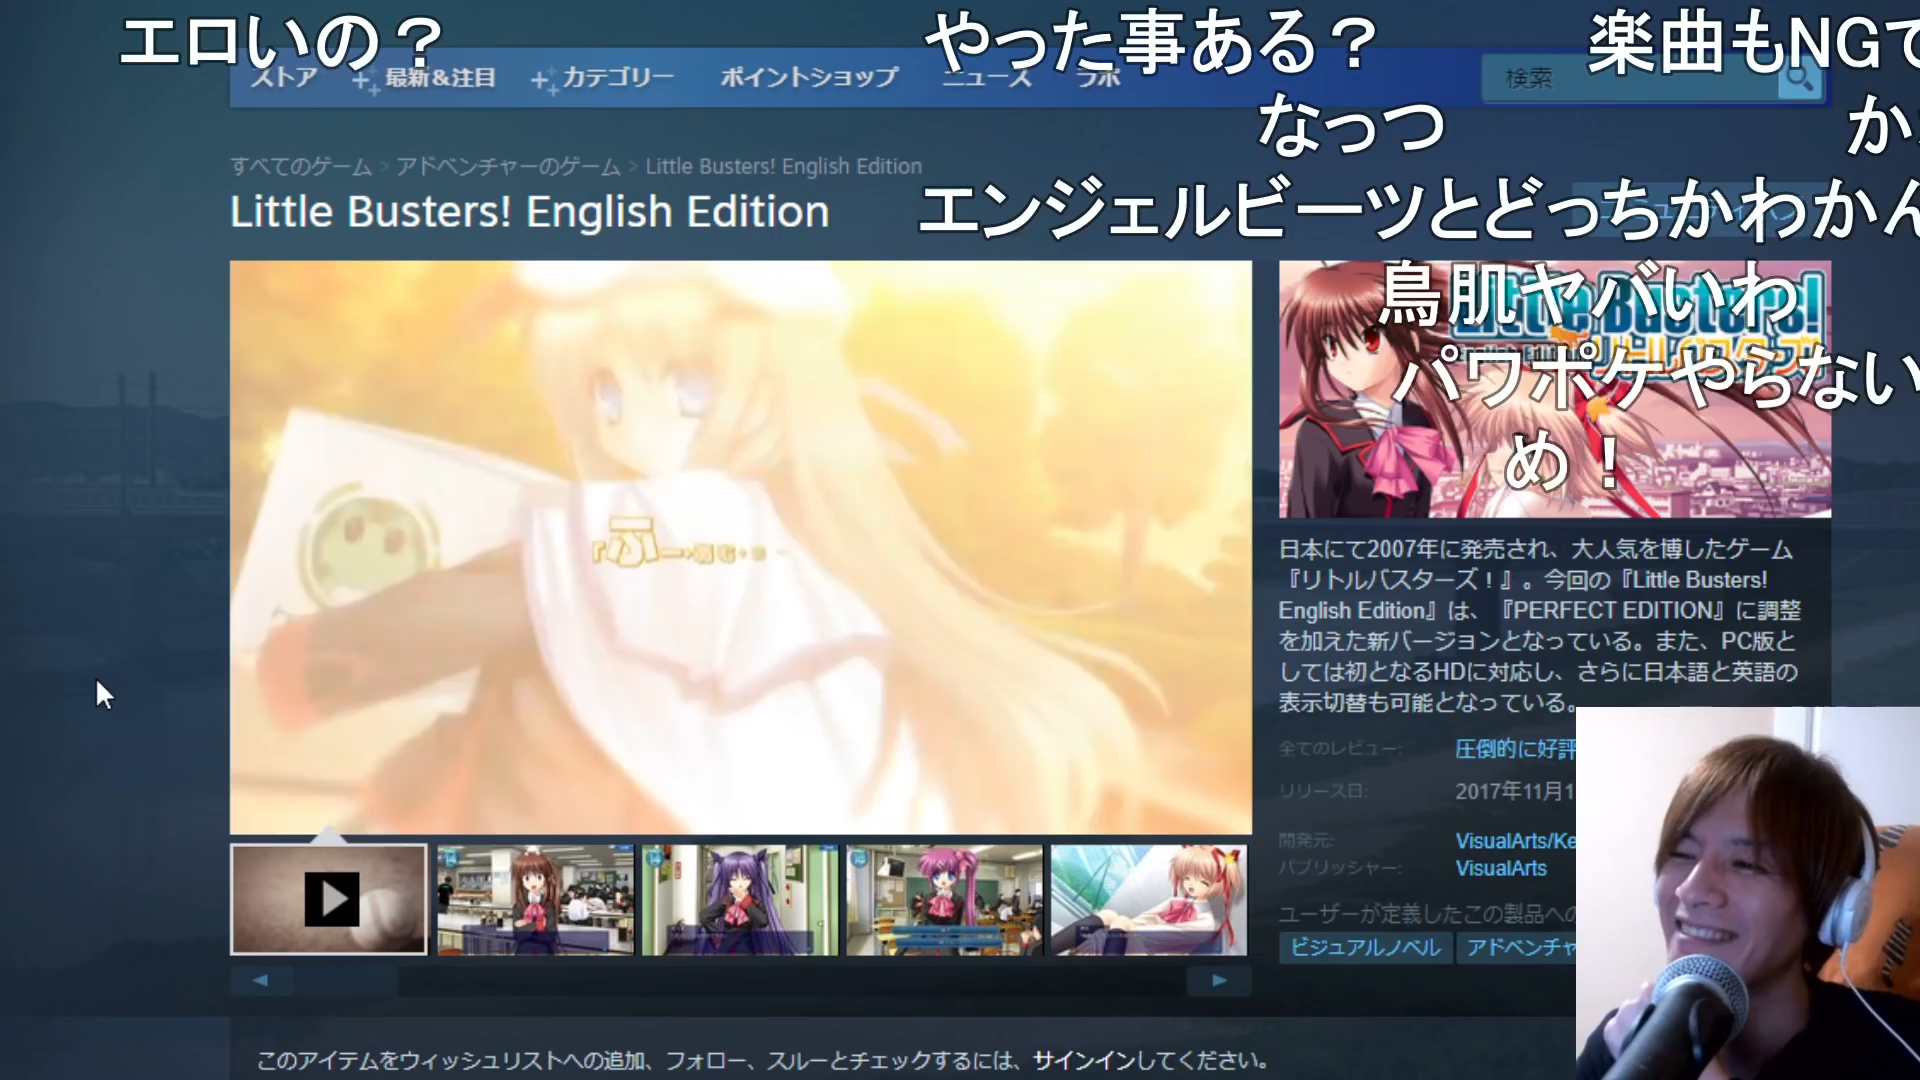 エロいの？
やった事ある？
楽曲もNGで
ストア
最新&注目
カテゴリー
ポイントショップ
ニュース
ラボ
検索
なっつ
すべてのゲーム > アドベンチャーのゲーム > Little Busters! English Edition
Little Busters! English Edition
エンジェルビーツとどっちかわかん
鳥肌ヤバいわ
Little Busters!
パワポケやらない
め！
日本にて2007年に発売され、大人気を博したゲーム
『リトルバスターズ！』。今回の『Little Busters!
English Edition』は、『PERFECT EDITION』に調整
を加えた新バージョンとなっている。また、PC版と
しては初となるHDに対応し、さらに日本語と英語の
表示切替も可能となっている。
全てのレビュー:
圧倒的に好評
リリース日:
2017年11月1
開発元:
VisualArts/Ke
パブリッシャー:
VisualArts
ユーザーが定義したこの製品への
ビジュアルノベル
アドベンチャ
このアイテムをウィッシュリストへの追加、フォロー、スルーとチェックするには、サインインしてください。